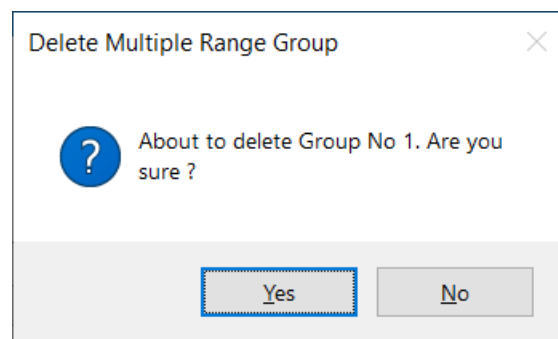 Delete Multiple Range Group
?
About to delete Group No 1. Are you
sure ?
Yes
No